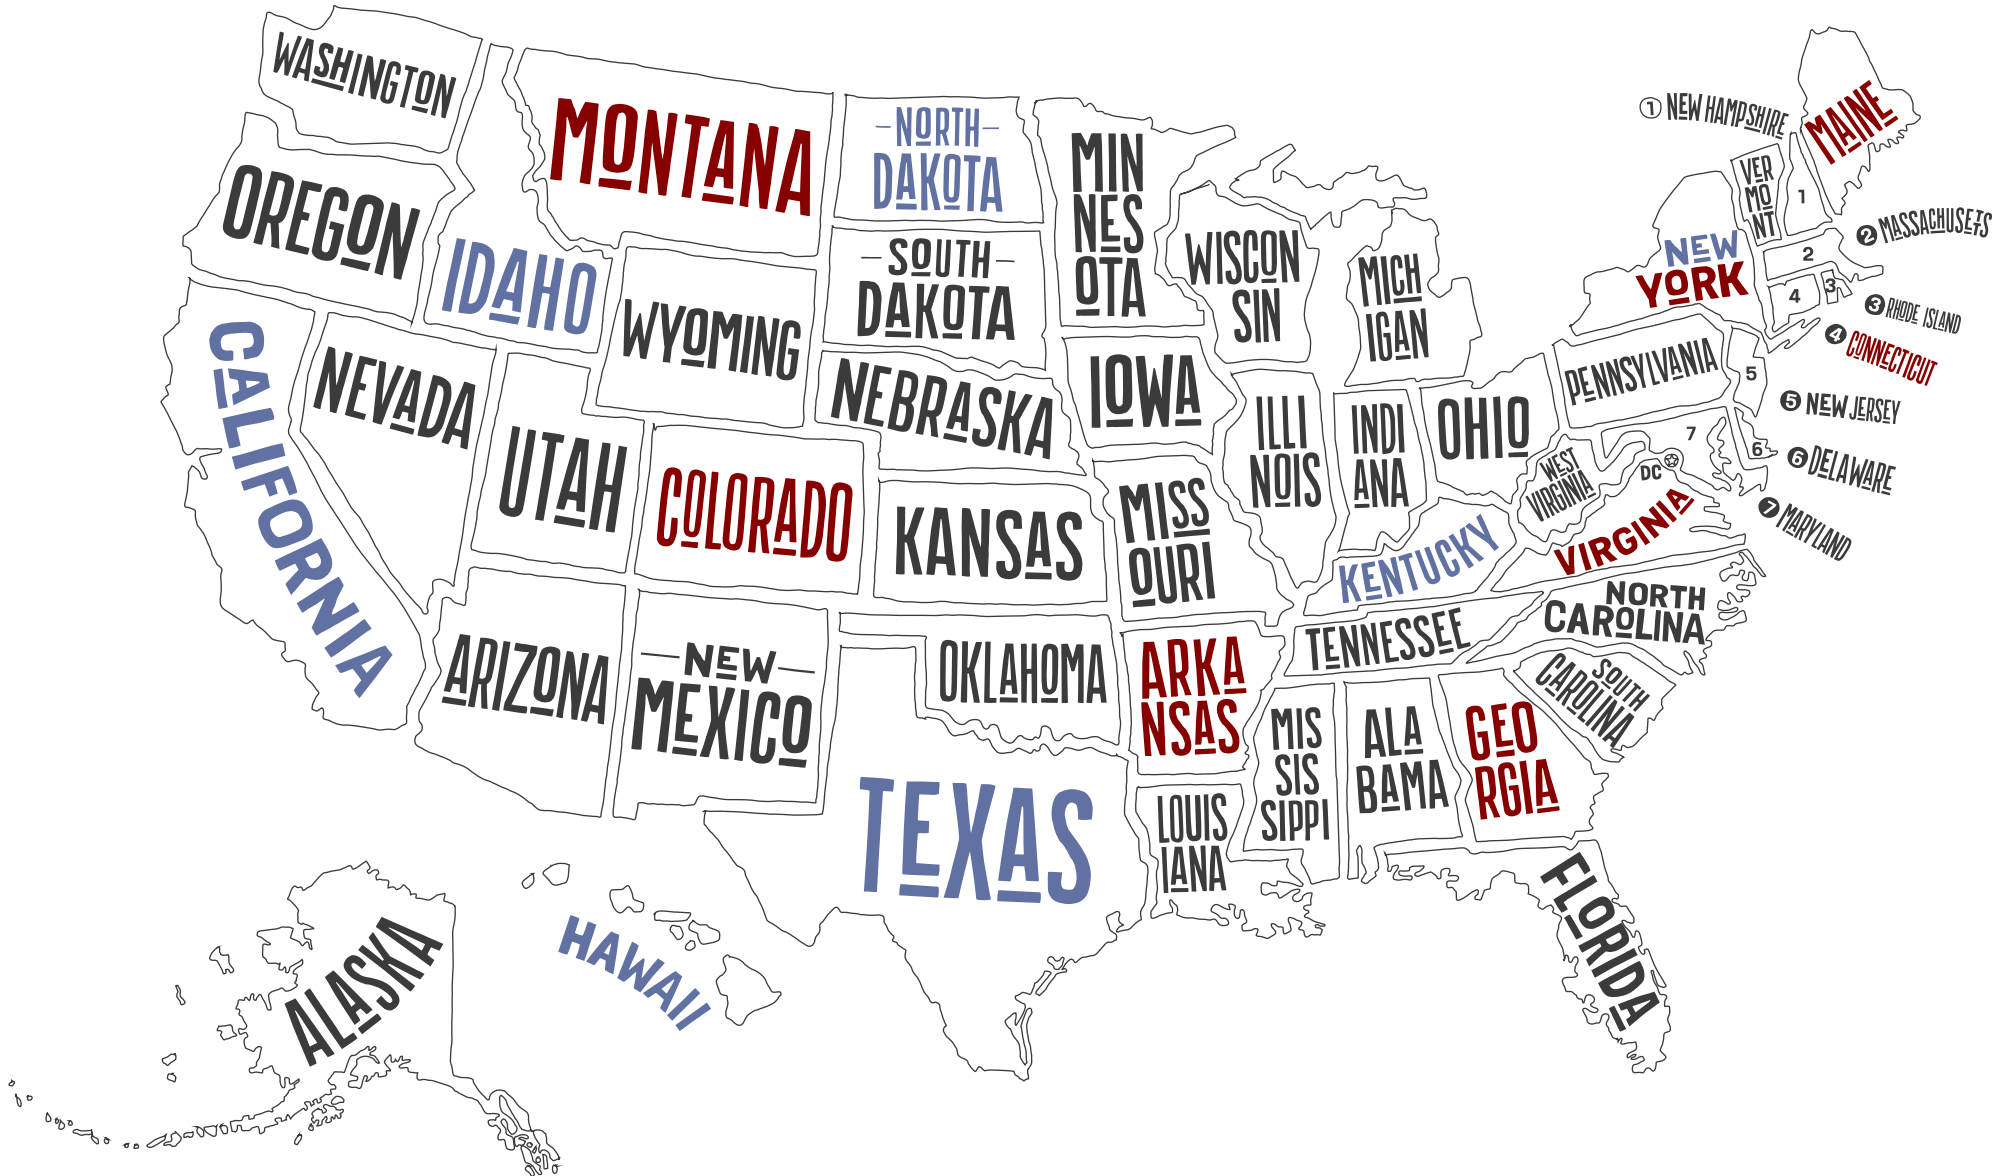 WASHINGTON
MONTANA
NORTH
DAKOTA
MIN
NES
OTA
1 NEW HAMPSHIRE
MAINE
VER
MO
NT
1
OREGON
IDAHO
WYOMING
SOUTH
DAKOTA
WISCON
SIN
MICH
IGAN
NEW
YORK
2
2 MASSACHUSETS
3
4
3 RHODE ISLAND
4 CONNECTICUT
CALIFORNIA
NEVADA
UTAH
COLORADO
NEBRASKA
IOWA
ILLI
NOIS
INDI
ANA
OHIO
PENNSYLVANIA
5
5 NEW JERSEY
7
6
6 DELAWARE
DC
WEST
VIRGINIA
7 MARYLAND
KANSAS
MISS
OURI
KENTUCKY
VIRGINIA
ARIZONA
NEW
MEXICO
OKLAHOMA
ARKA
NSAS
TENNESSEE
NORTH
CAROLINA
SOUTH
CAROLINA
TEXAS
LOUIS
IANA
MIS
SIS
SIPPI
ALA
BAMA
GEO
RGIA
FLORIDA
ALASKA
HAWAII